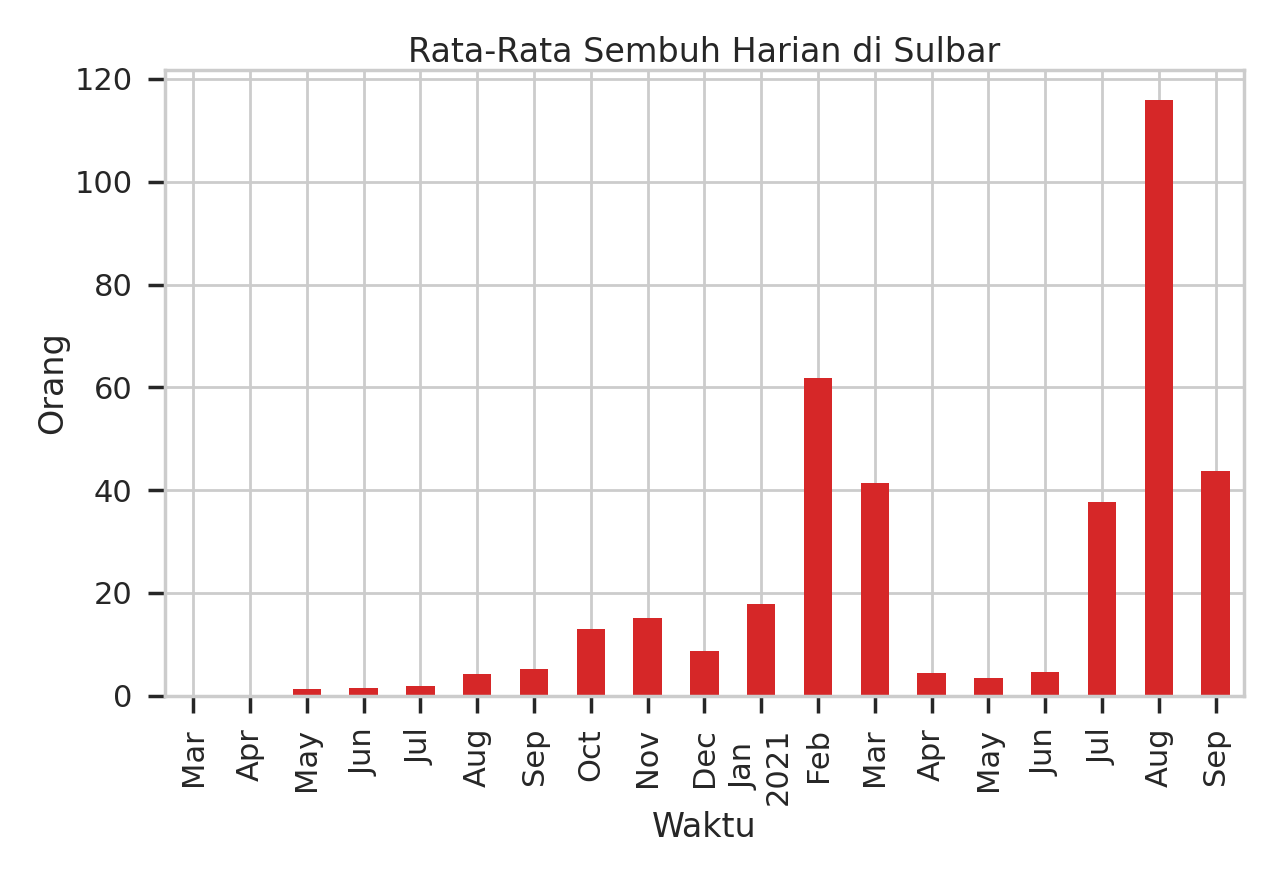 Rata-Rata Sembuh Harian di Sulbar
120
100
80
60
40
20
0
Orang
Mar
Apr
May
Jun
Jul
Aug
Sep
Oct
Nov
Dec
Jan
2021
Feb
Mar
Apr
May
Jun
Jul
Aug
Sep
Waktu